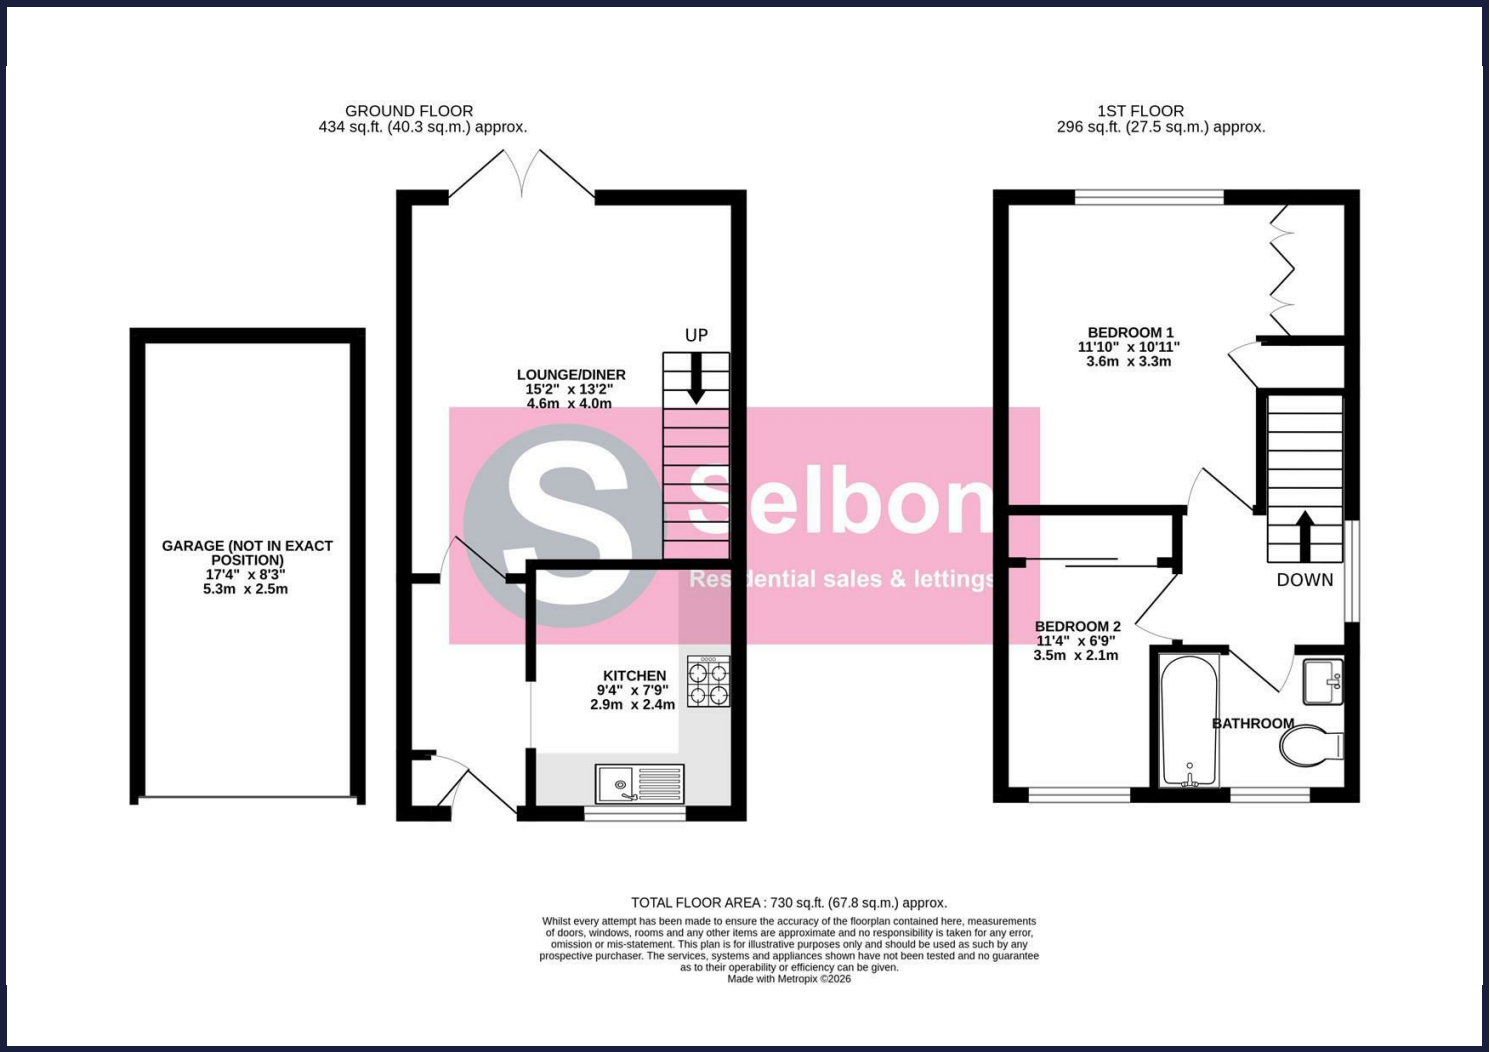 GROUND FLOOR
434 sq.ft. (40.3 sq.m.) approx.
1ST FLOOR
296 sq.ft. (27.5 sq.m.) approx.
UP
LOUNGE/DINER
15'2" x 13'2"
4.6m x 4.0m
BEDROOM 1
11'10" x 10'11"
3.6m x 3.3m
S Selbon
Residential sales & lettings
GARAGE (NOT IN EXACT
POSITION)
17'4" x 8'3"
5.3m x 2.5m
DOWN
BEDROOM 2
11'4" x 6'9"
3.5m x 2.1m
KITCHEN
9'4" x 7'9"
2.9m x 2.4m
BATHROOM
TOTAL FLOOR AREA : 730 sq.ft. (67.8 sq.m.) approx.
Whilst every attempt has been made to ensure the accuracy of the floorplan contained here, measurements
of doors, windows, rooms and any other items are approximate and no responsibility is taken for any error,
omission or mis-statement. This plan is for illustrative purposes only and should be used as such by any
prospective purchaser. The services, systems and appliances shown have not been tested and no guarantee
as to their operability or efficiency can be given.
Made with Metropix ©2026